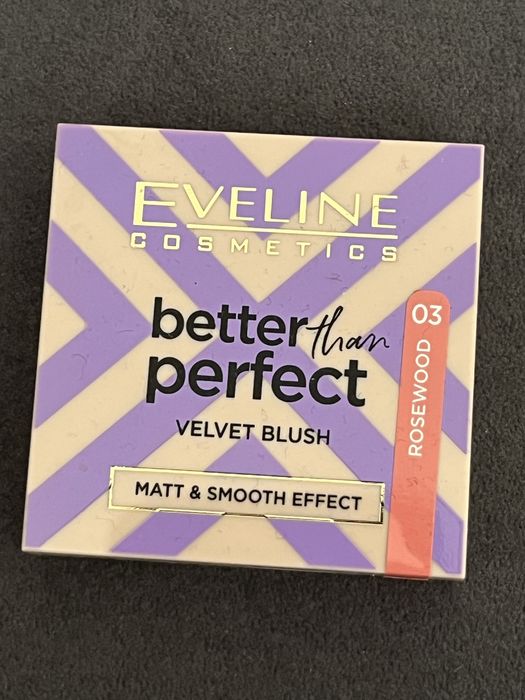 EVELINE
COSMETICS
better than
perfect
VELVET BLUSH
MATT & SMOOTH EFFECT
03
ROSEWOOD